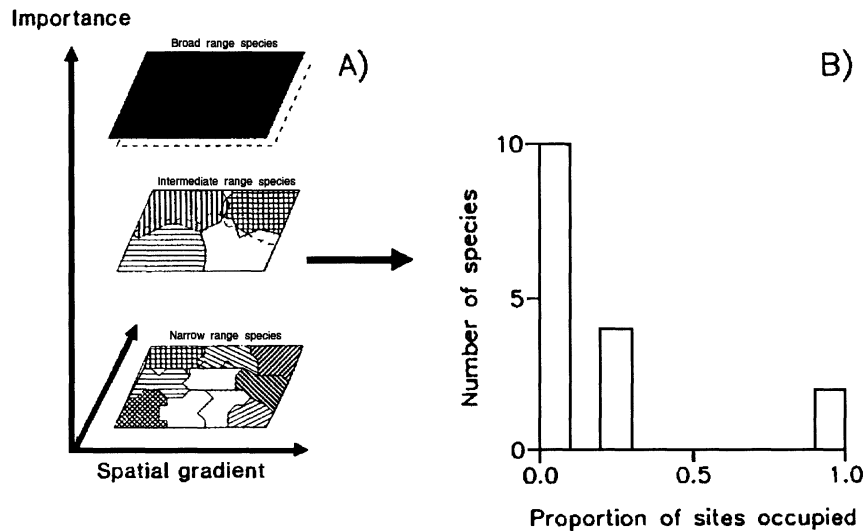 Importance
Broad range species
A)
Intermediate range species
Narrow range species
Spatial gradient
B)
10
5
0
Number of species
0.0
0.5
1.0
Proportion of sites occupied